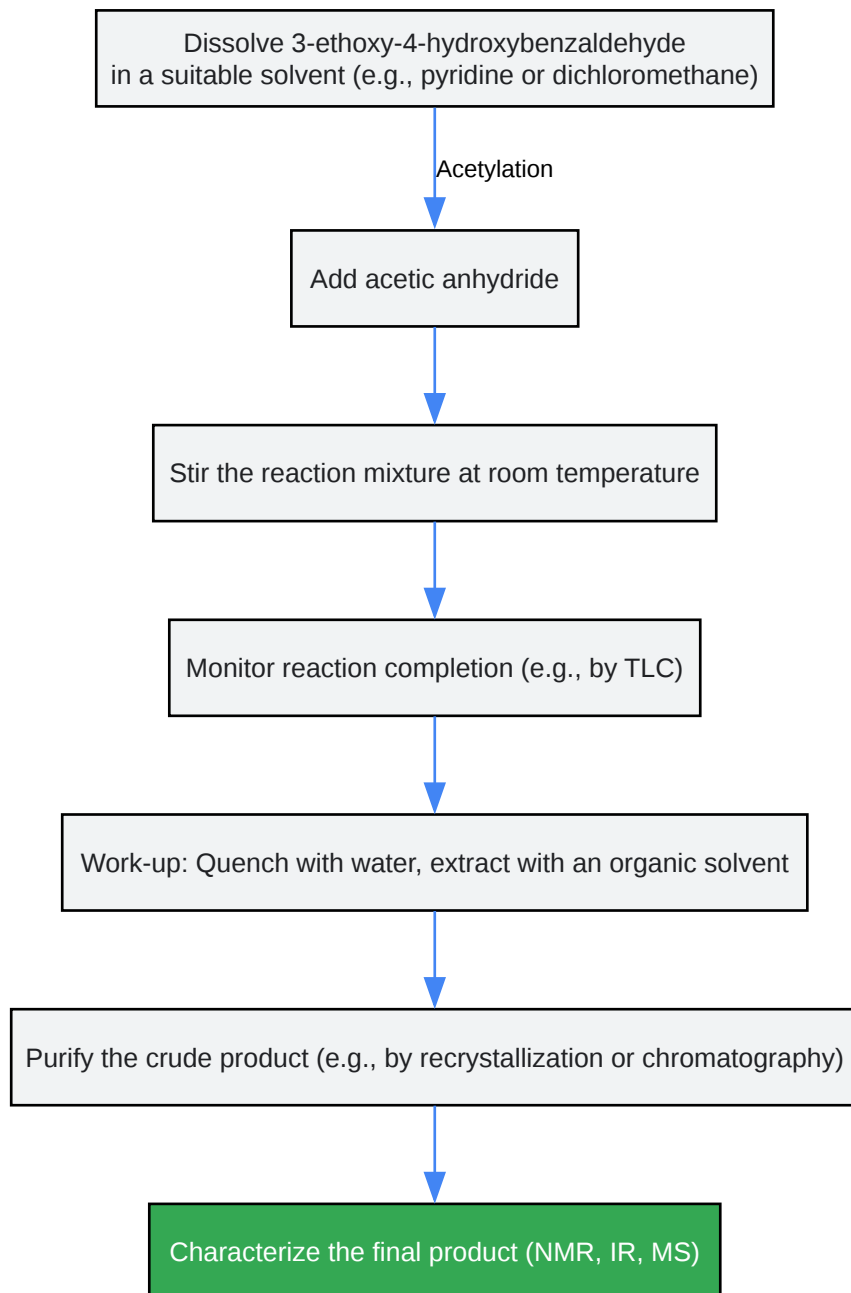 Dissolve 3-ethoxy-4-hydroxybenzaldehyde
in a suitable solvent (e.g., pyridine or dichloromethane)
Acetylation
Add acetic anhydride
Stir the reaction mixture at room temperature
Monitor reaction completion (e.g., by TLC)
Work-up: Quench with water, extract with an organic solvent
Purify the crude product (e.g., by recrystallization or chromatography)
Characterize the final product (NMR, IR, MS)